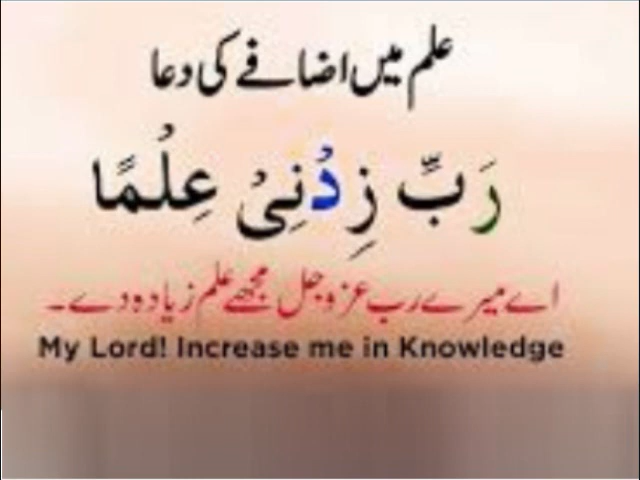 علم میں اضافے کی دعا
رَبِّ زِدْنِیْ عِلْمًا
اے میرے رب عزوجل مجھے علم زیادہ دے۔
My Lord! Increase me in Knowledge